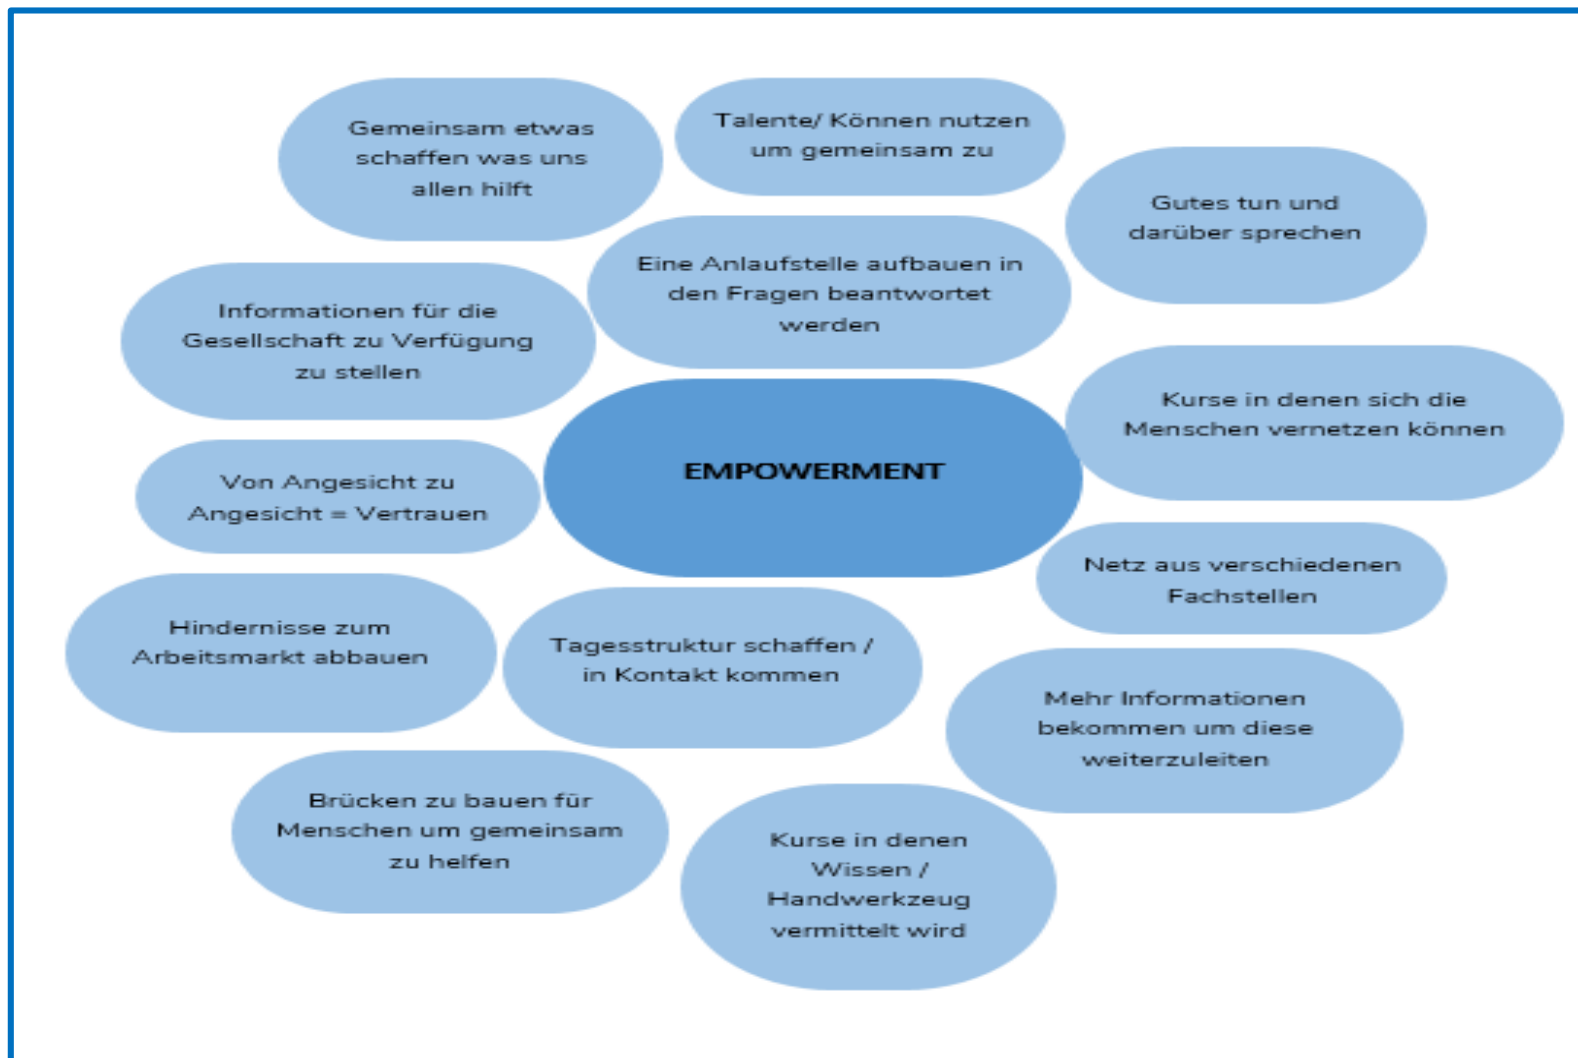 Gemeinsam etwas
schaffen was uns
allen hilft
Talente/ Können nutzen
um gemeinsam zu
Gutes tun und
darüber sprechen
Eine Anlaufstelle aufbauen in
den Fragen beantwortet
werden
Informationen für die
Gesellschaft zu Verfügung
zu stellen
Kurse in denen sich die
Menschen vernetzen können
EMPOWERMENT
Von Angesicht zu
Angesicht = Vertrauen
Netz aus verschiedenen
Fachstellen
Hindernisse zum
Arbeitsmarkt abbauen
Tagesstruktur schaffen /
in Kontakt kommen
Mehr Informationen
bekommen um diese
weiterzuleiten
Brücken zu bauen für
Menschen um gemeinsam
zu helfen
Kurse in denen
Wissen /
Handwerkzeug
vermittelt wird